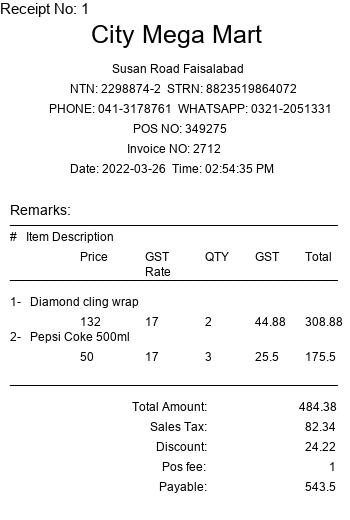 Receipt No: 1
City Mega Mart
Susan Road Faisalabad
NTN: 2298874-2 STRN: 8823519864072
PHONE: 041-3178761 WHATSAPP: 0321-2051331
POS NO: 349275
Invoice NO: 2712
Date: 2022-03-26 Time: 02:54:35 PM
Remarks:
# Item Description
Price GST Rate QTY GST Total
1- Diamond cling wrap
132 17 2 44.88 308.88
2- Pepsi Coke 500ml
50 17 3 25.5 175.5
Total Amount: 484.38
Sales Tax: 82.34
Discount: 24.22
Pos fee: 1
Payable: 543.5